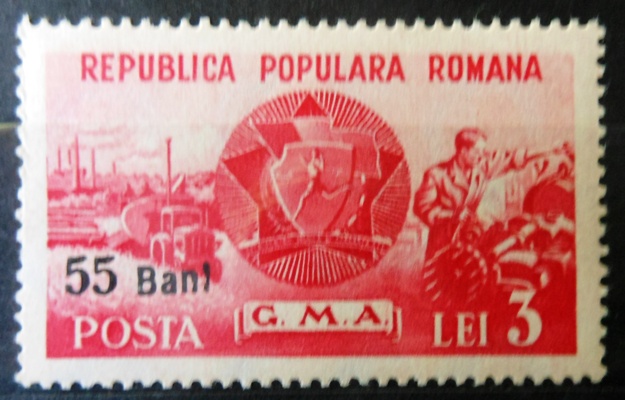 REPUBLICA POPULARA ROMANA
55 Bani
G. M. A.
POSTA
LEI 3